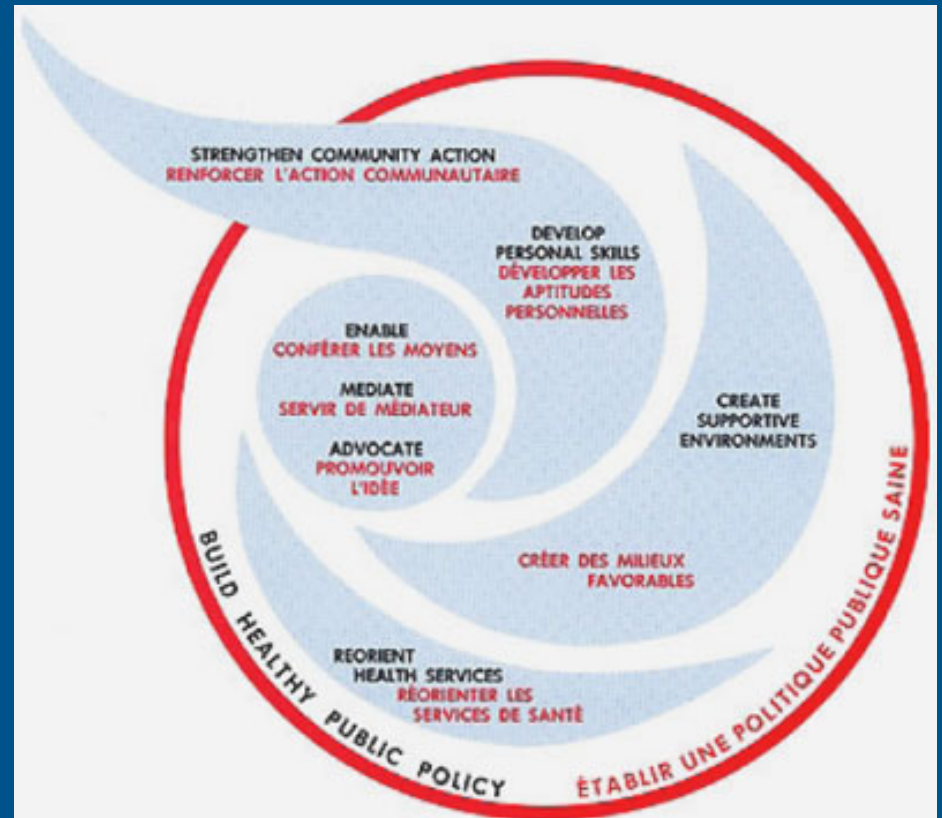 STRENGTHEN COMMUNITY ACTION
RENFORCER L'ACTION COMMUNAUTAIRE
DEVELOP
PERSONAL SKILLS
DÉVELOPPER LES
APTITUDES
PERSONNELLES
ENABLE
CONFÉRER LES MOYENS
MEDIATE
SERVIR DE MÉDIATEUR
ADVOCATE
PROMOUVOIR
L'IDÈE
CREATE
SUPPORTIVE
ENVIRONMENTS
CRÉER DES MILIEUX
FAVORABLES
REORIENT
HEALTH SERVICES
RÉORIENTER LES
SERVICES DE SANTÉ
BUILD HEALTHY PUBLIC POLICY
ÉTABLIR UNE POLITIQUE PUBLIQUE SAINE